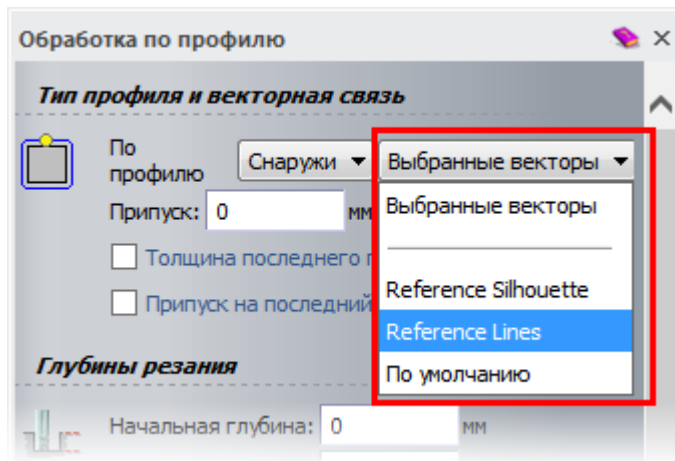 Обработка по профилю
Тип профиля и векторная связь
По профилю
Снаружи
Выбранные векторы
Припуск: 0 мм
Выбранные векторы
Толщина последнего
Reference Silhouette
Припуск на последний
Reference Lines
Глубины резания
По умолчанию
Начальная глубина: 0 мм